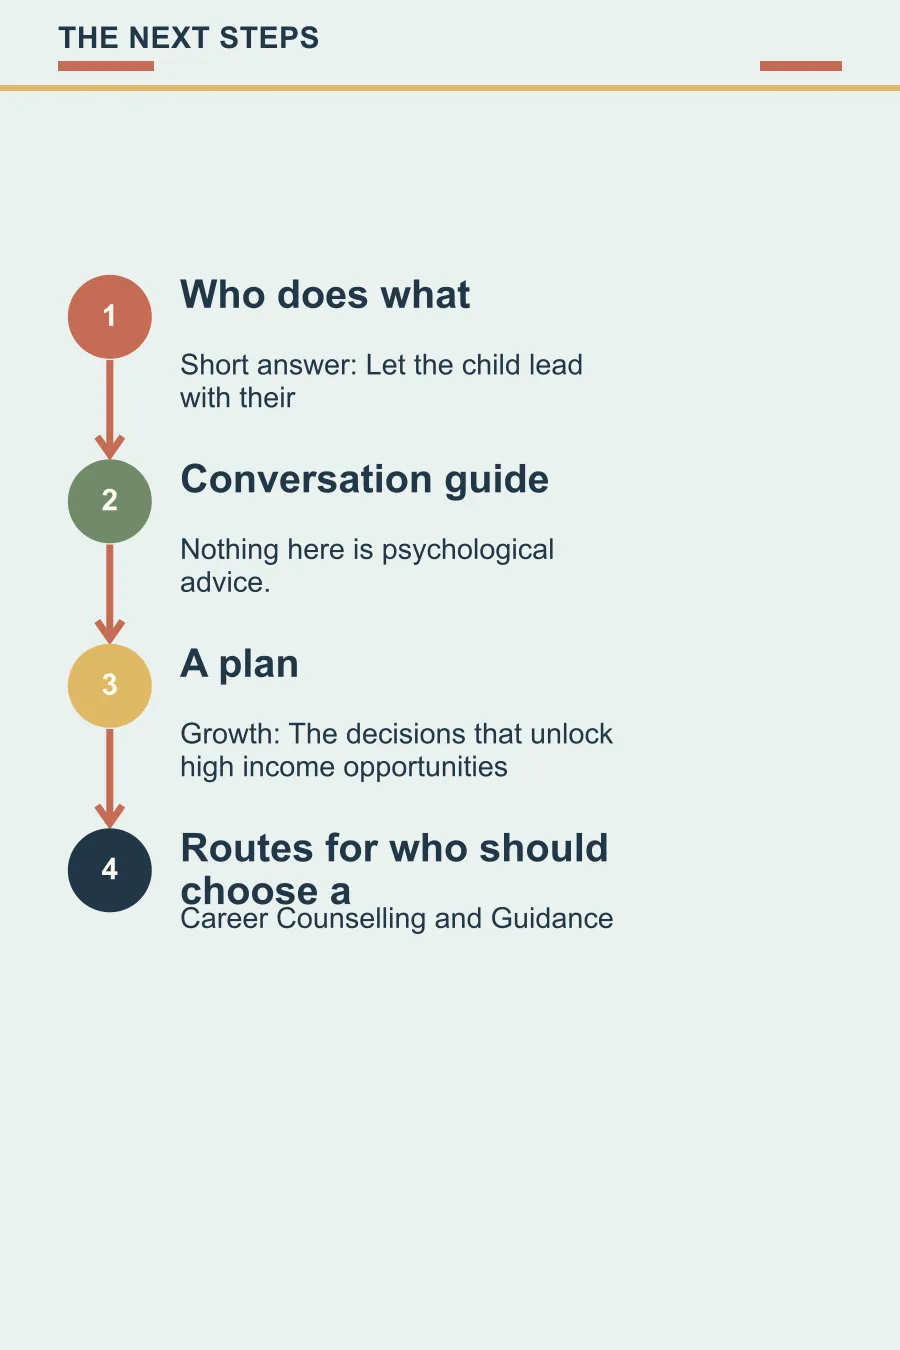 THE NEXT STEPS
1
Who does what
Short answer: Let the child lead
with their
2
Conversation guide
Nothing here is psychological
advice.
3
A plan
Growth: The decisions that unlock
high income opportunities
4
Routes for who should
choose a
Career Counselling and Guidance